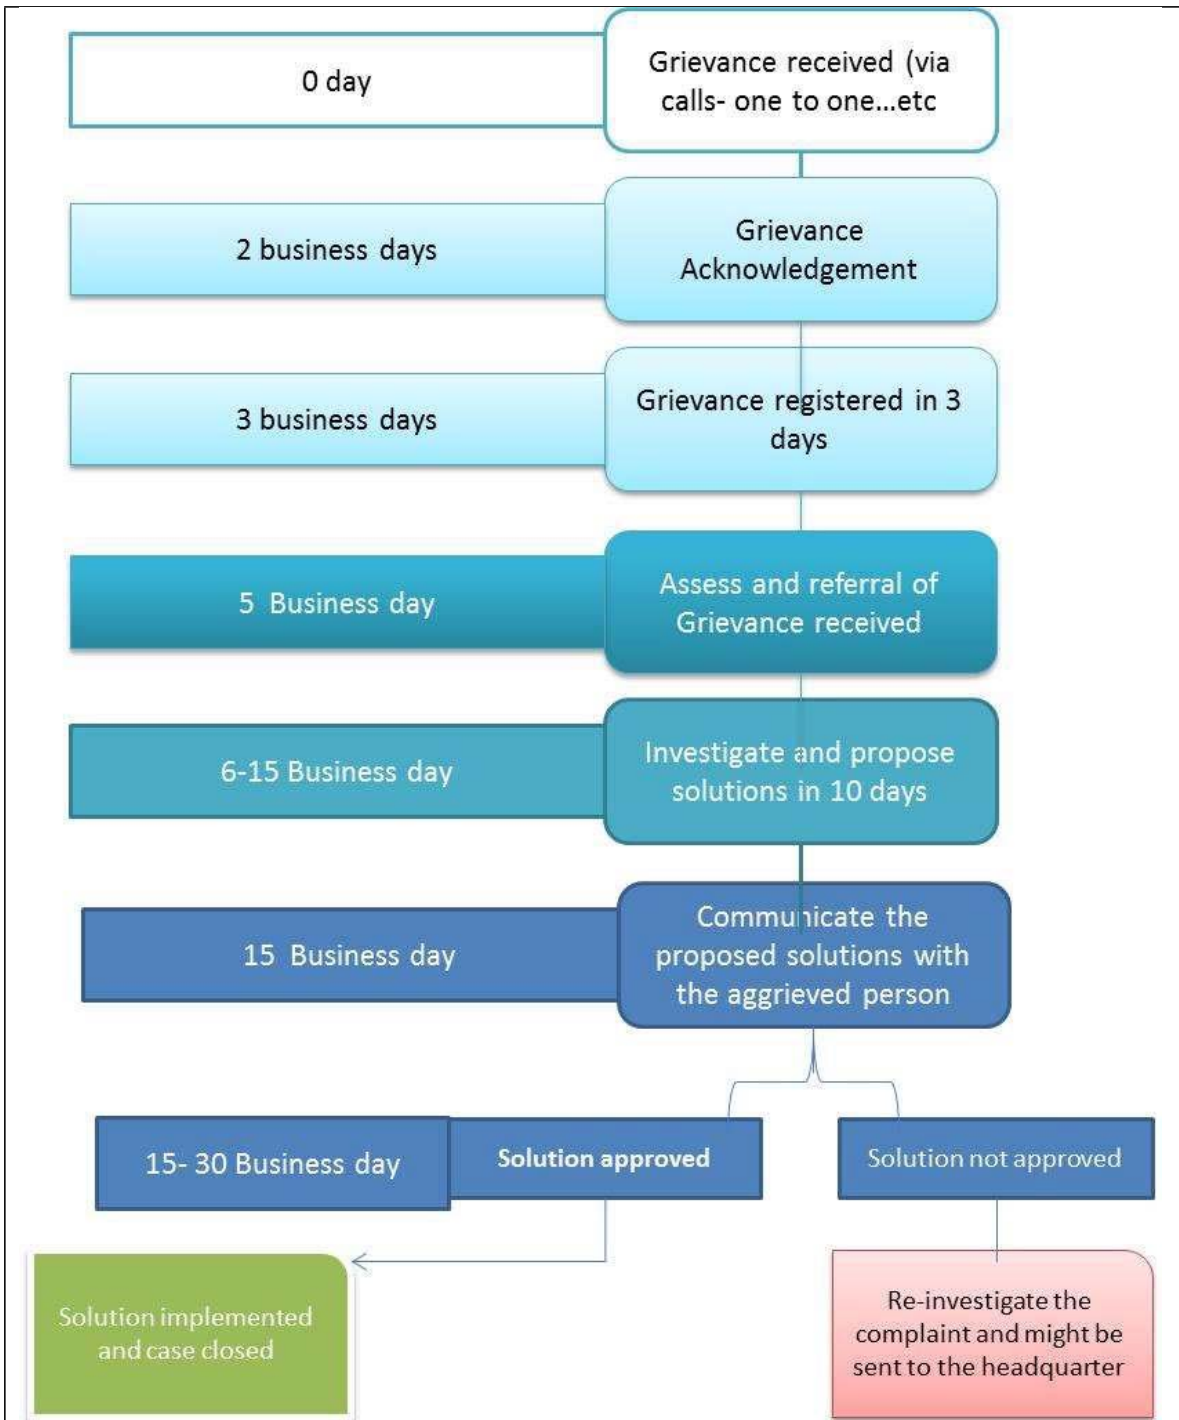 0 day
Grievance received (via
calls- one to one...etc
2 business days
Grievance
Acknowledgement
3 business days
Grievance registered in 3
days
5  Business day
Assess and referral of
Grievance received
6-15 Business day
Investigate and propose
solutions in 10 days
15  Business day
Communicate the
proposed solutions with
the aggrieved person
15- 30 Business day
Solution approved
Solution not approved
Solution implemented
and case closed
Re-investigate the
complaint and might be
sent to the headquarter